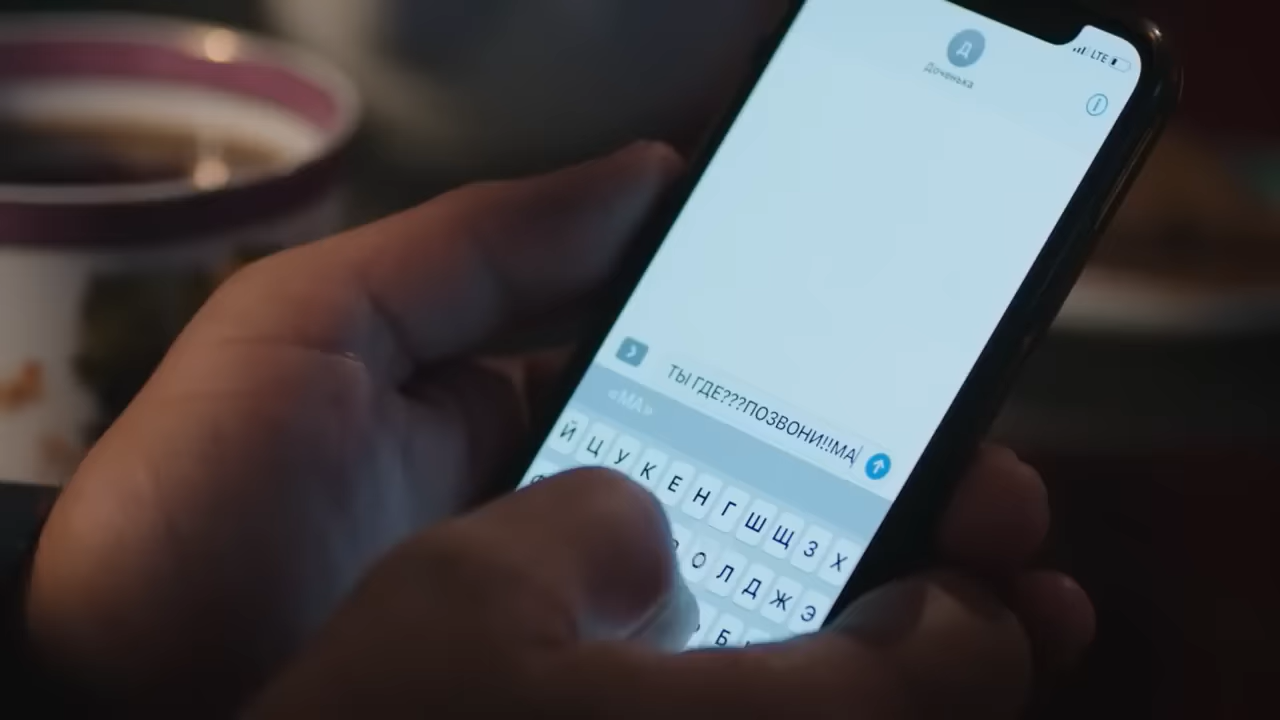 LTE
Д
Доченька
ТЫ ГДЕ???ПОЗВОНИ!!МА
«МА»
Й Ц У К Е Н Г Ш Щ З Х
О Л Д Ж Э
Б